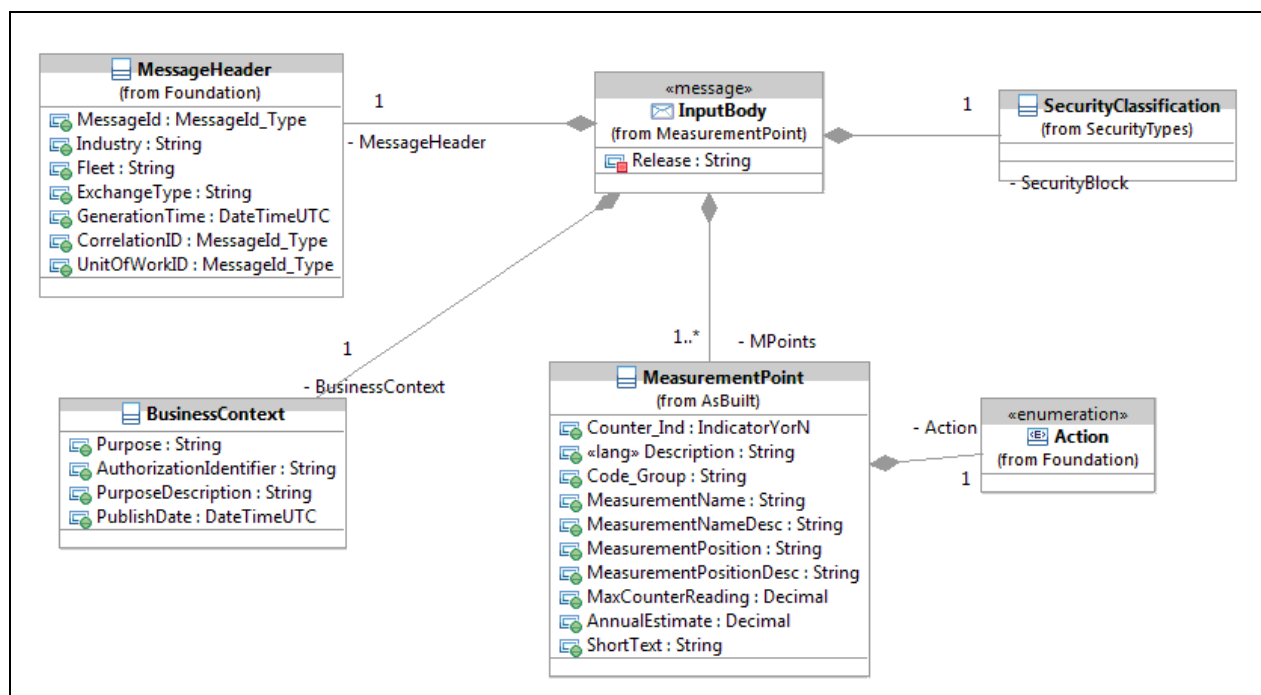 MessageHeader
(from Foundation)
MessageId : MessageId_Type
Industry : String
Fleet : String
ExchangeType : String
GenerationTime : DateTimeUTC
CorrelationID : MessageId_Type
UnitOfWorkID : MessageId_Type
1
- MessageHeader
«message»
InputBody
(from MeasurementPoint)
Release : String
1
SecurityClassification
(from SecurityTypes)
- SecurityBlock
1
- BusinessContext
BusinessContext
Purpose : String
AuthorizationIdentifier : String
PurposeDescription : String
PublishDate : DateTimeUTC
1..*
- MPoints
MeasurementPoint
(from AsBuilt)
Counter_Ind : IndicatorYorN
«lang» Description : String
Code_Group : String
MeasurementName : String
MeasurementNameDesc : String
MeasurementPosition : String
MeasurementPositionDesc : String
MaxCounterReading : Decimal
AnnualEstimate : Decimal
ShortText : String
- Action
1
«enumeration»
<E> Action
(from Foundation)